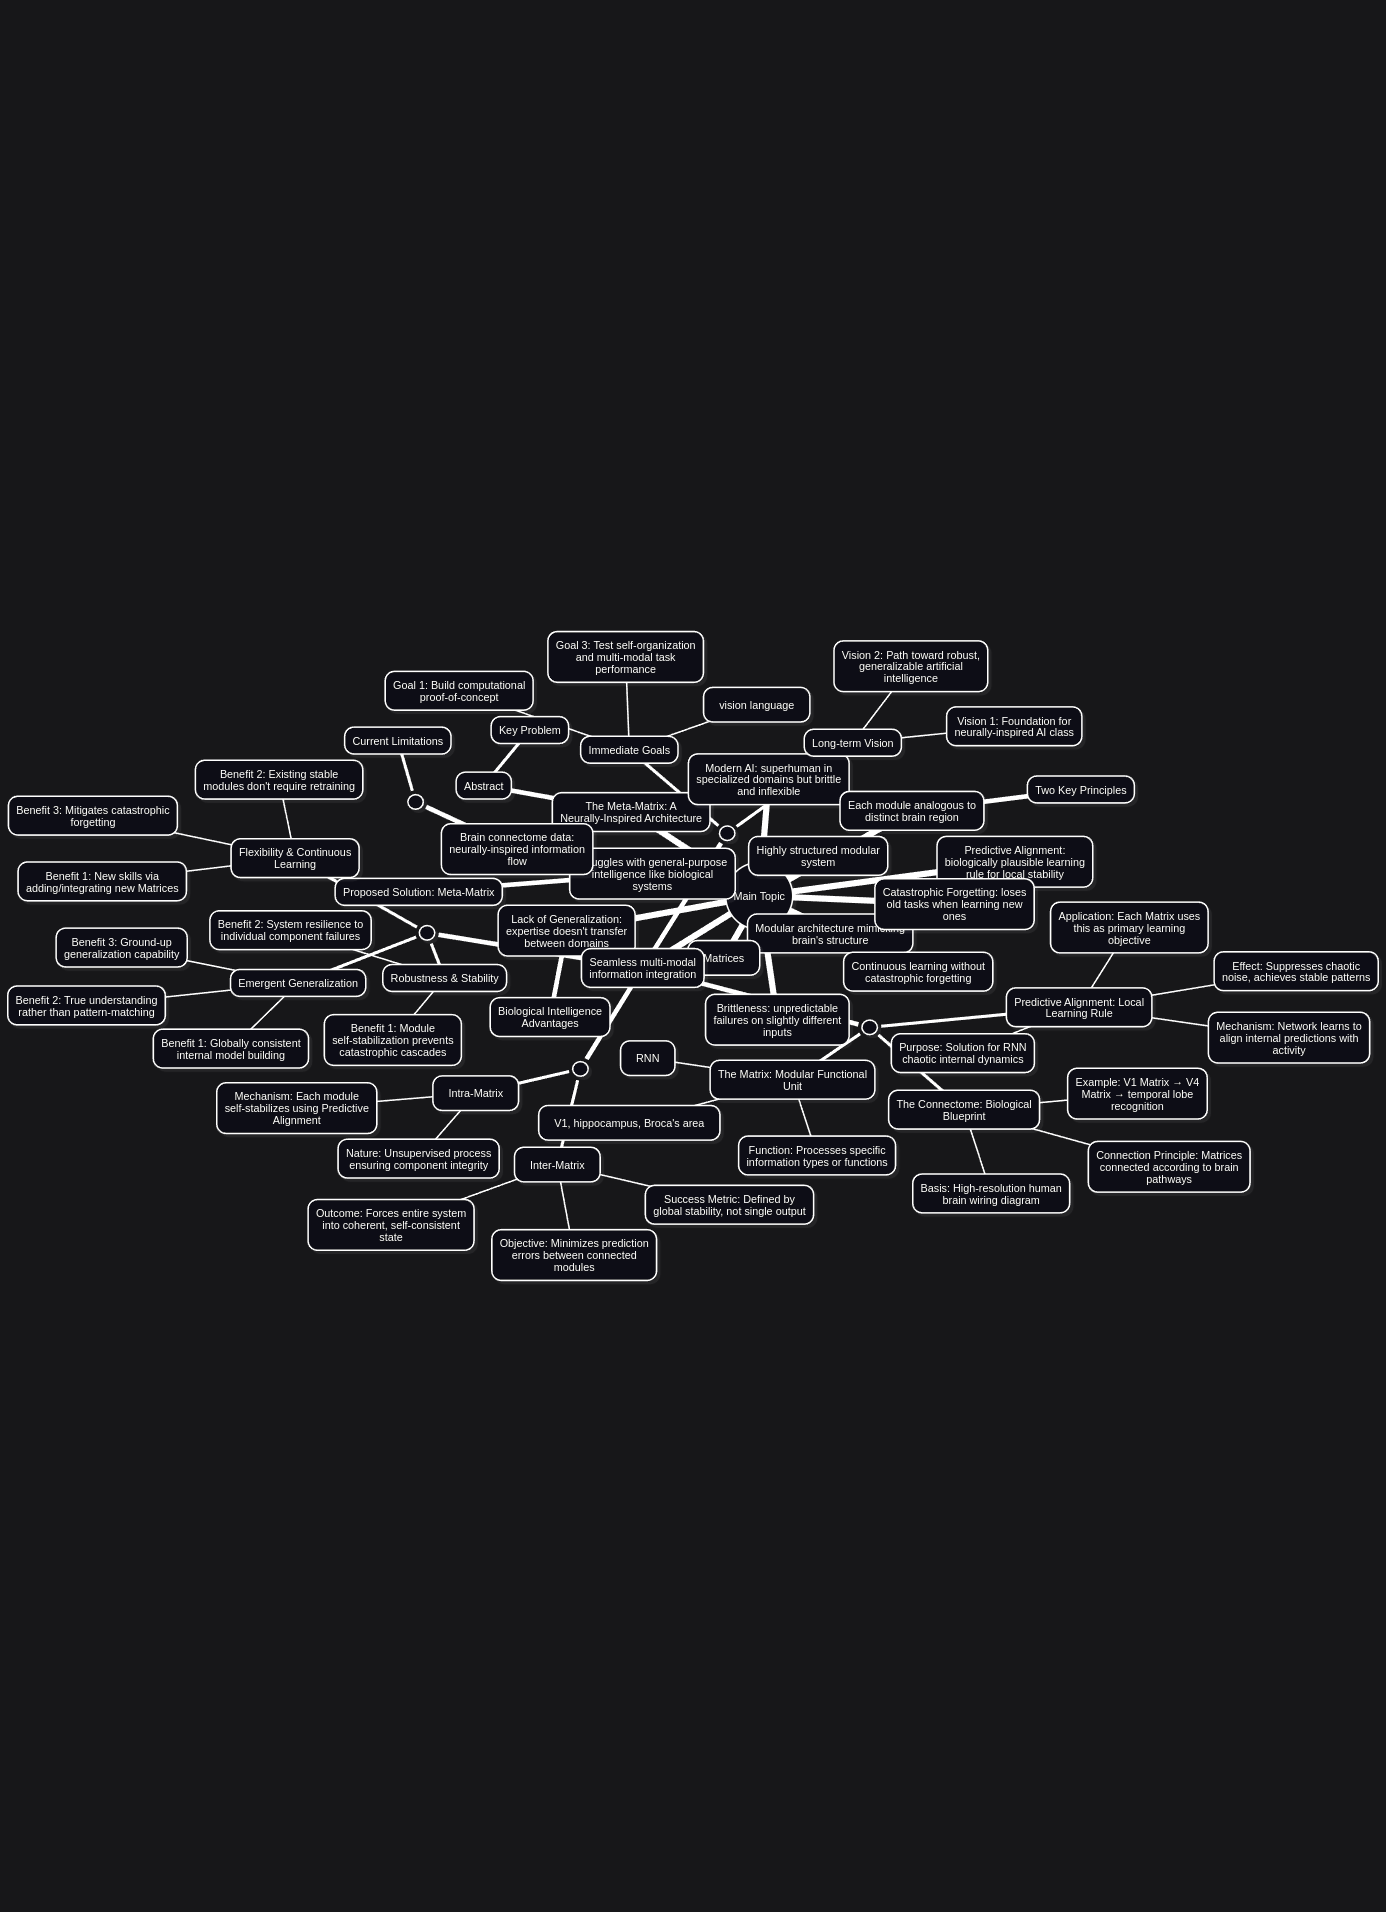 Goal 3: Test self-organization
and multi-modal task
performance
Vision 2: Path toward robust,
generalizable artificial
intelligence
Goal 1: Build computational
proof-of-concept
vision language
Vision 1: Foundation for
neurally-inspired AI class
Key Problem
Current Limitations
Immediate Goals
Long-term Vision
Modern AI: superhuman in
specialized domains but brittle
and inflexible
Benefit 2: Existing stable
modules don't require retraining
Abstract
Two Key Principles
Benefit 3: Mitigates catastrophic
forgetting
The Meta-Matrix: A
Neurally-Inspired Architecture
Each module analogous to
distinct brain region
Brain connectome data:
neurally-inspired information
flow
Highly structured modular
system
Predictive Alignment:
biologically plausible learning
rule for local stability
Flexibility & Continuous
Learning
with general-purpose
intelligence like biological
systems
Benefit 1: New skills via
adding/integrating new Matrices
Proposed Solution: Meta-Matrix
Main Topic
Catastrophic Forgetting: loses
old tasks when learning new
ones
Benefit 2: System resilience to
individual component failures
Lack of Generalization:
expertise doesn't transfer
between domains
Modular architecture mimicking
brain's structure
Application: Each Matrix uses
this as primary learning
objective
Benefit 3: Ground-up
generalization capability
Matrices
Seamless multi-modal
information integration
Continuous learning without
catastrophic forgetting
Effect: Suppresses chaotic
noise, achieves stable patterns
Emergent Generalization
Robustness & Stability
Benefit 2: True understanding
rather than pattern-matching
Biological Intelligence
Advantages
Brittleness: unpredictable
failures on slightly different
inputs
Predictive Alignment: Local
Learning Rule
Benefit 1: Globally consistent
internal model building
Benefit 1: Module
self-stabilization prevents
catastrophic cascades
Mechanism: Network learns to
align internal predictions with
activity
RNN
Purpose: Solution for RNN
chaotic internal dynamics
The Matrix: Modular Functional
Unit
Example: V1 Matrix → V4
Matrix → temporal lobe
recognition
Mechanism: Each module
self-stabilizes using Predictive
Alignment
Intra-Matrix
The Connectome: Biological
Blueprint
V1, hippocampus, Broca's area
Nature: Unsupervised process
ensuring component integrity
Function: Processes specific
information types or functions
Connection Principle: Matrices
connected according to brain
pathways
Inter-Matrix
Basis: High-resolution human
brain wiring diagram
Success Metric: Defined by
global stability, not single output
Outcome: Forces entire system
into coherent, self-consistent
state
Objective: Minimizes prediction
errors between connected
modules